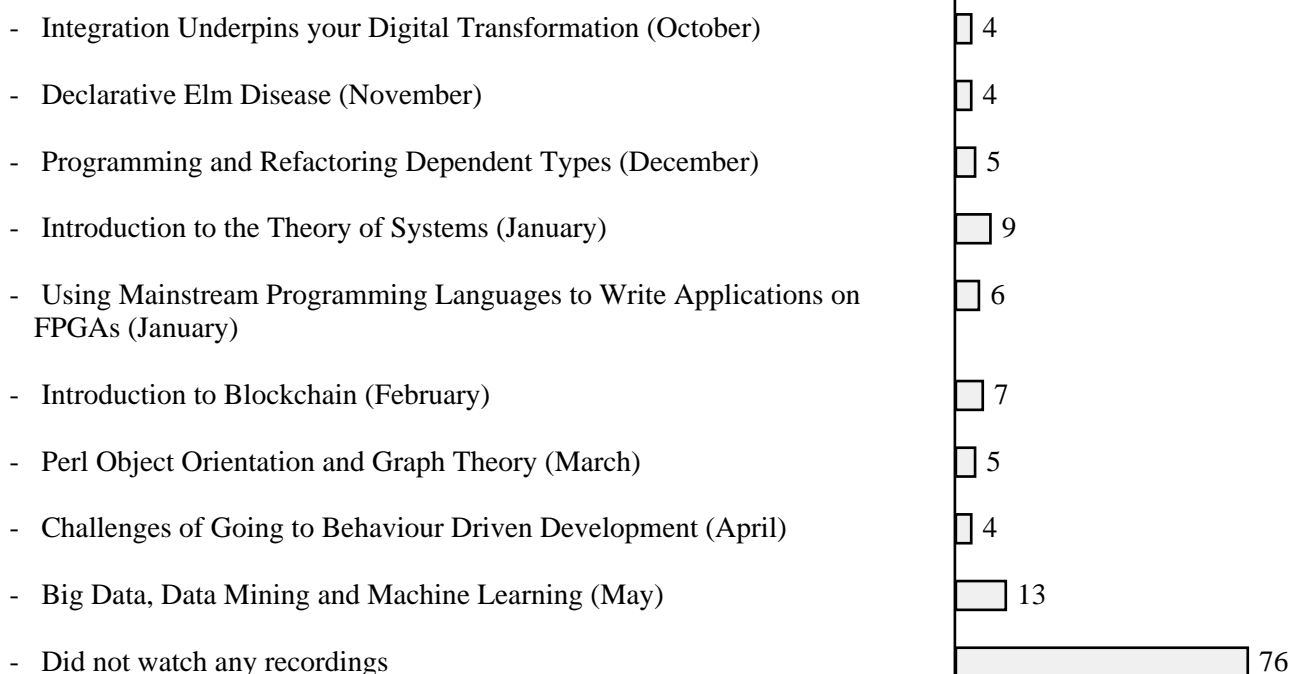 - Integration Underpins your Digital Transformation (October) 4
- Declarative Elm Disease (November) 4
- Programming and Refactoring Dependent Types (December) 5
- Introduction to the Theory of Systems (January) 9
- Using Mainstream Programming Languages to Write Applications on 6
FPGAs (January)
- Introduction to Blockchain (February) 7
- Perl Object Orientation and Graph Theory (March) 5
- Challenges of Going to Behaviour Driven Development (April) 4
- Big Data, Data Mining and Machine Learning (May) 13
- Did not watch any recordings 76